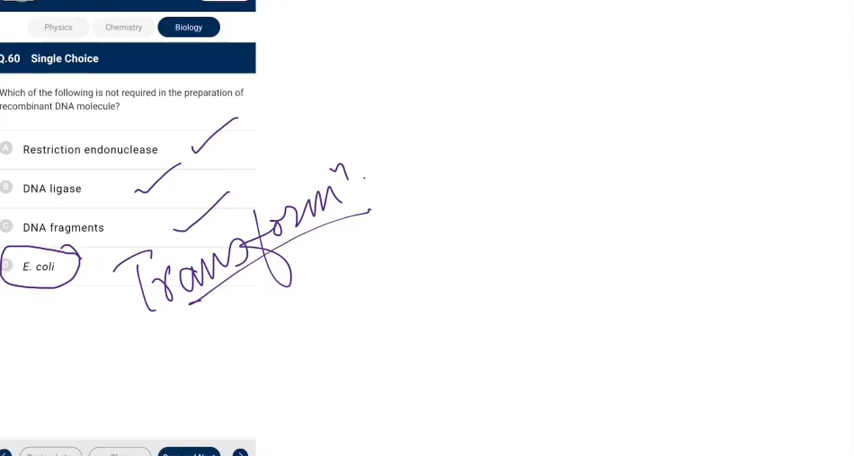 Physics Chemistry Biology
Q.60 Single Choice
Which of the following is not required in the preparation of
recombinant DNA molecule?
A Restriction endonuclease
B DNA ligase
C DNA fragments
D E. coli
Transformⁿ.